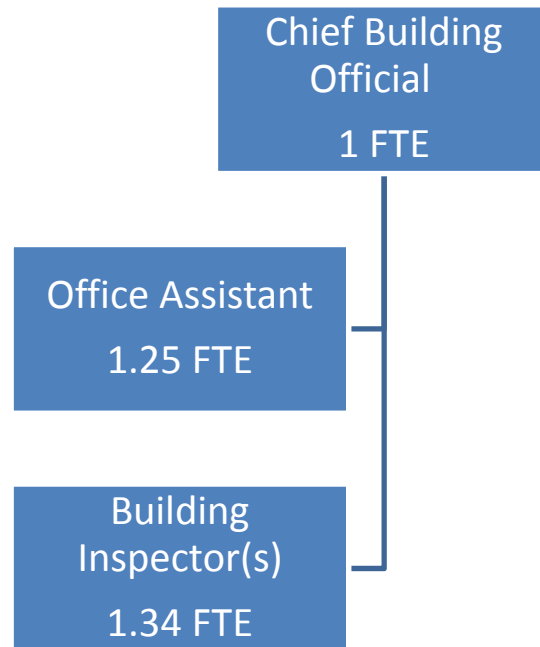 Chief Building
Official
1 FTE
Office Assistant
1.25 FTE
Building
Inspector(s)
1.34 FTE